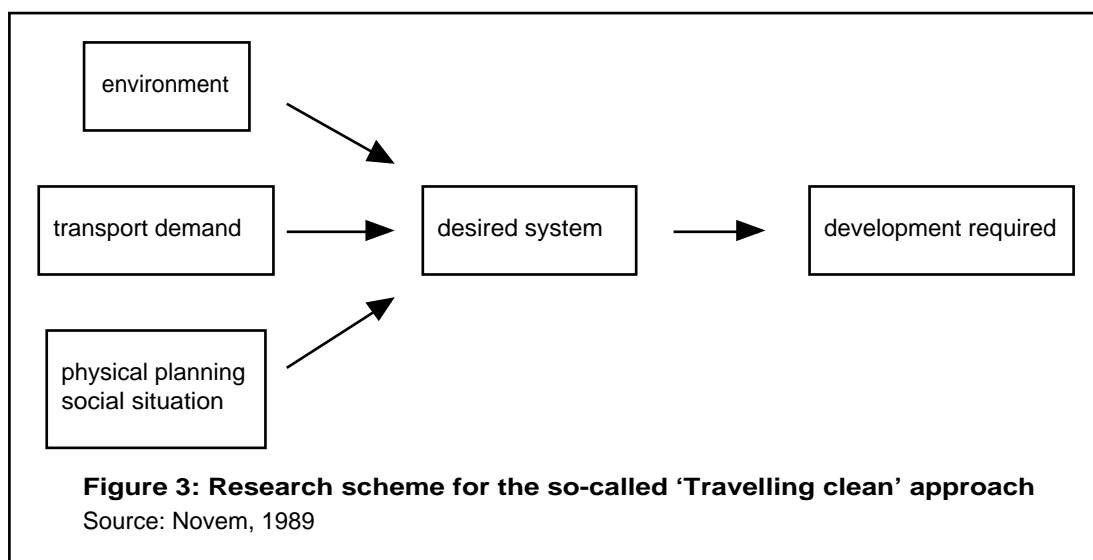 environment
transport demand
desired system
development required
physical planning
social situation
Figure 3: Research scheme for the so-called ‘Travelling clean’ approach
Source: Novem, 1989